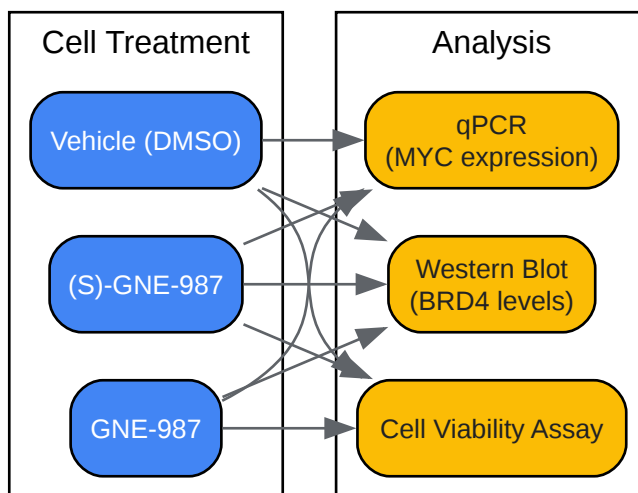 Cell Treatment
Vehicle (DMSO)
(S)-GNE-987
GNE-987
Analysis
qPCR
(MYC expression)
Western Blot
(BRD4 levels)
Cell Viability Assay